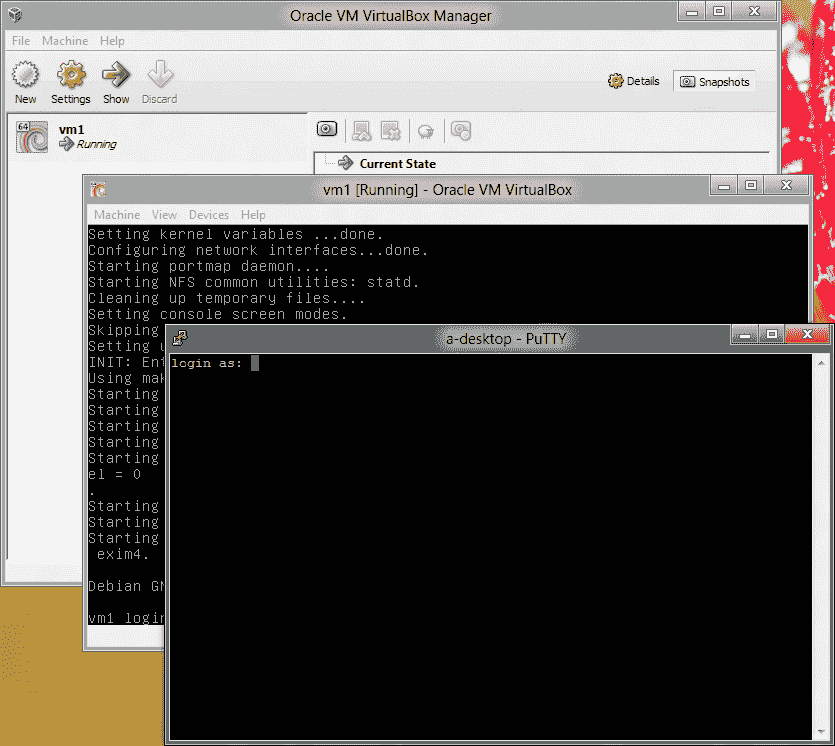 Oracle VM VirtualBox Manager
File Machine Help
New Settings Show Discard
Details Snapshots
64
vm1
Running
Current State
vm1 [Running] - Oracle VM VirtualBox
Machine View Devices Help
Setting kernel variables ...done.
Configuring network interfaces...done.
Starting portmap daemon....
Starting NFS common utilities: statd.
Cleaning up temporary files....
Setting console screen modes.
Skipping
Setting u
INIT: Ent
Using mak
Starting
Starting
Starting
Starting
Starting
el = 0
.
Starting
Starting
Starting
exim4.
Debian GN
vm1 login
a-desktop - PuTTY
login as: